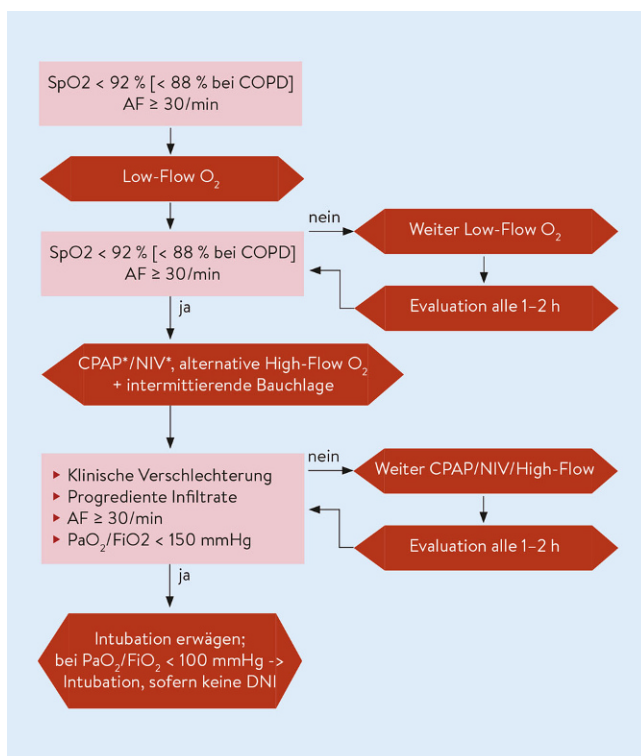 SpO2 < 92 % [< 88 % bei COPD]
AF ≥ 30/min
Low-Flow O₂
nein
Weiter Low-Flow O₂
SpO2 < 92 % [< 88 % bei COPD]
AF ≥ 30/min
Evaluation alle 1–2 h
ja
CPAP*/NIV*, alternative High-Flow O₂
+ intermittierende Bauchlage
nein
Weiter CPAP/NIV/High-Flow
▸ Klinische Verschlechterung
▸ Progrediente Infiltrate
▸ AF ≥ 30/min
▸ PaO₂/FiO2 < 150 mmHg
Evaluation alle 1–2 h
ja
Intubation erwägen;
bei PaO₂/FiO₂ < 100 mmHg ->
Intubation, sofern keine DNI